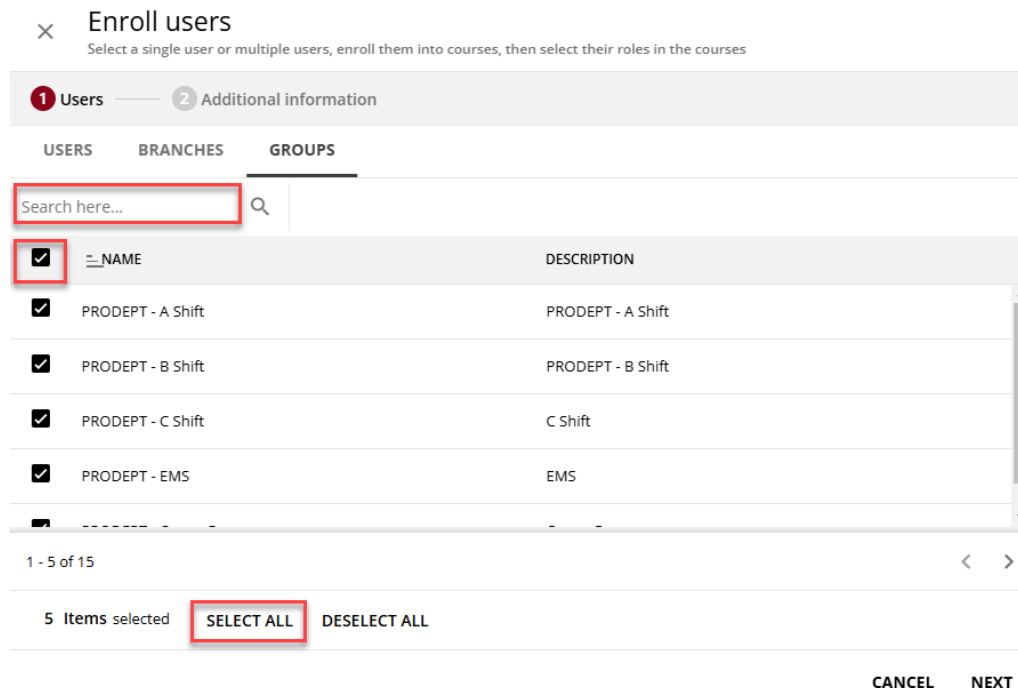 Enroll users
Select a single user or multiple users, enroll them into courses, then select their roles in the courses
1 Users 2 Additional information
USERS BRANCHES GROUPS
Search here...
NAME DESCRIPTION
PRODEPT - A Shift PRODEPT - A Shift
PRODEPT - B Shift PRODEPT - B Shift
PRODEPT - C Shift C Shift
PRODEPT - EMS EMS
1 - 5 of 15
5 Items selected SELECT ALL DESELECT ALL
CANCEL NEXT